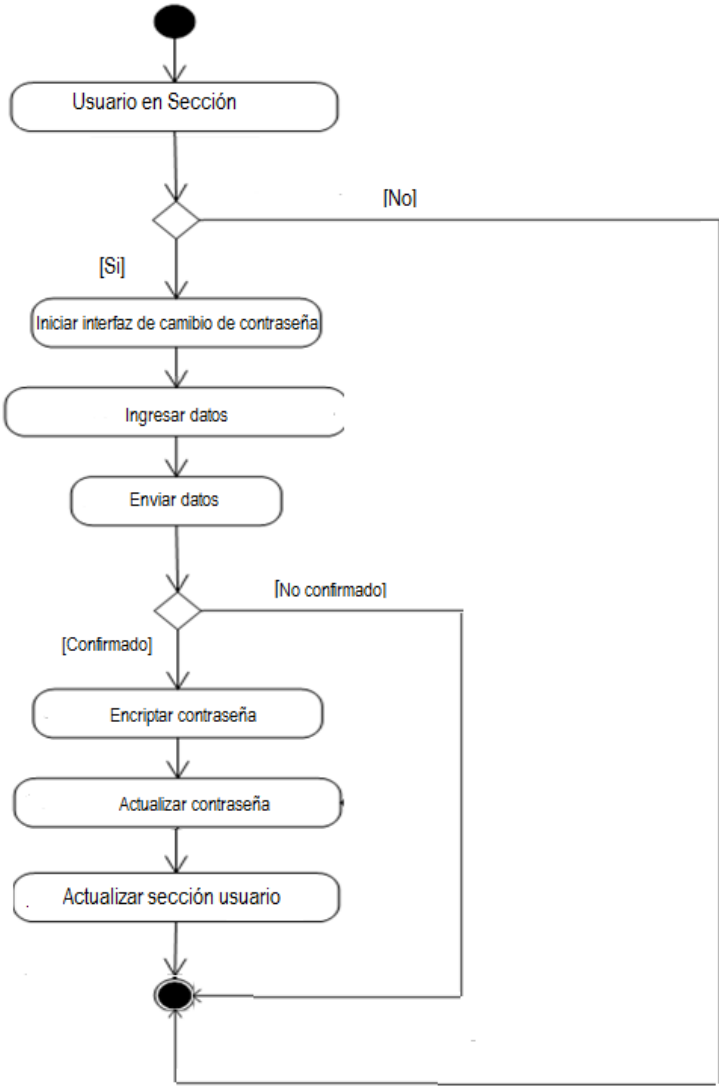 Usuario en Sección
[No]
[Si]
Iniciar interfaz de camibio de contraseña
Ingresar datos
Enviar datos
[No confirmado]
[Confirmado]
Encriptar contraseña
Actualizar contraseña
Actualizar sección usuario